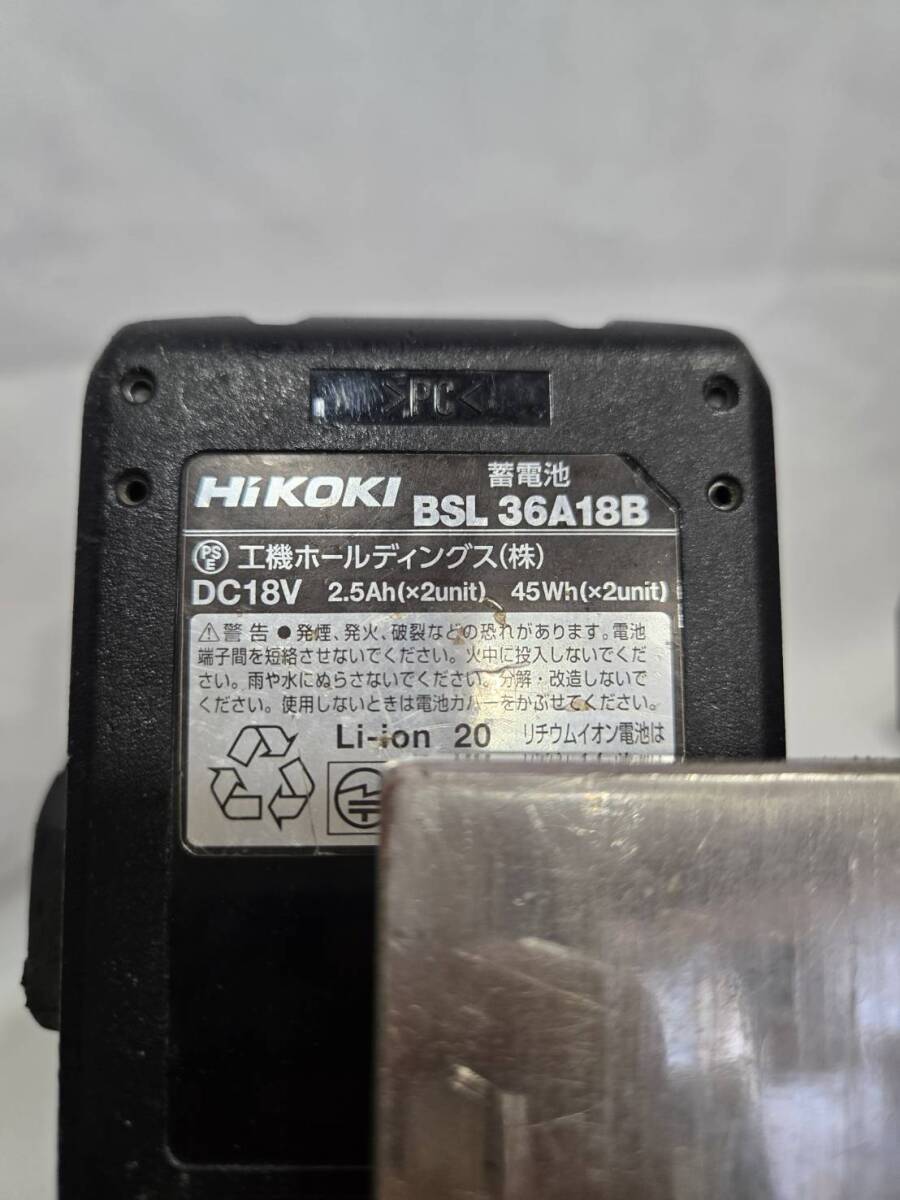 >PC<
HiKOKI
蓄電池
BSL 36A18B
PSE 工機ホールディングス(株)
DC18V 2.5Ah(×2unit) 45Wh(×2unit)
⚠警告 ●発煙、発火、破裂などの恐れがあります。電池
端子間を短絡させないでください。火中に投入しないでくだ
さい。雨や水にぬらさないでください。分解・改造しないで
ください。使用しないときは電池カバーをかぶせてください。
Li-ion 20 リチウムイオン電池は